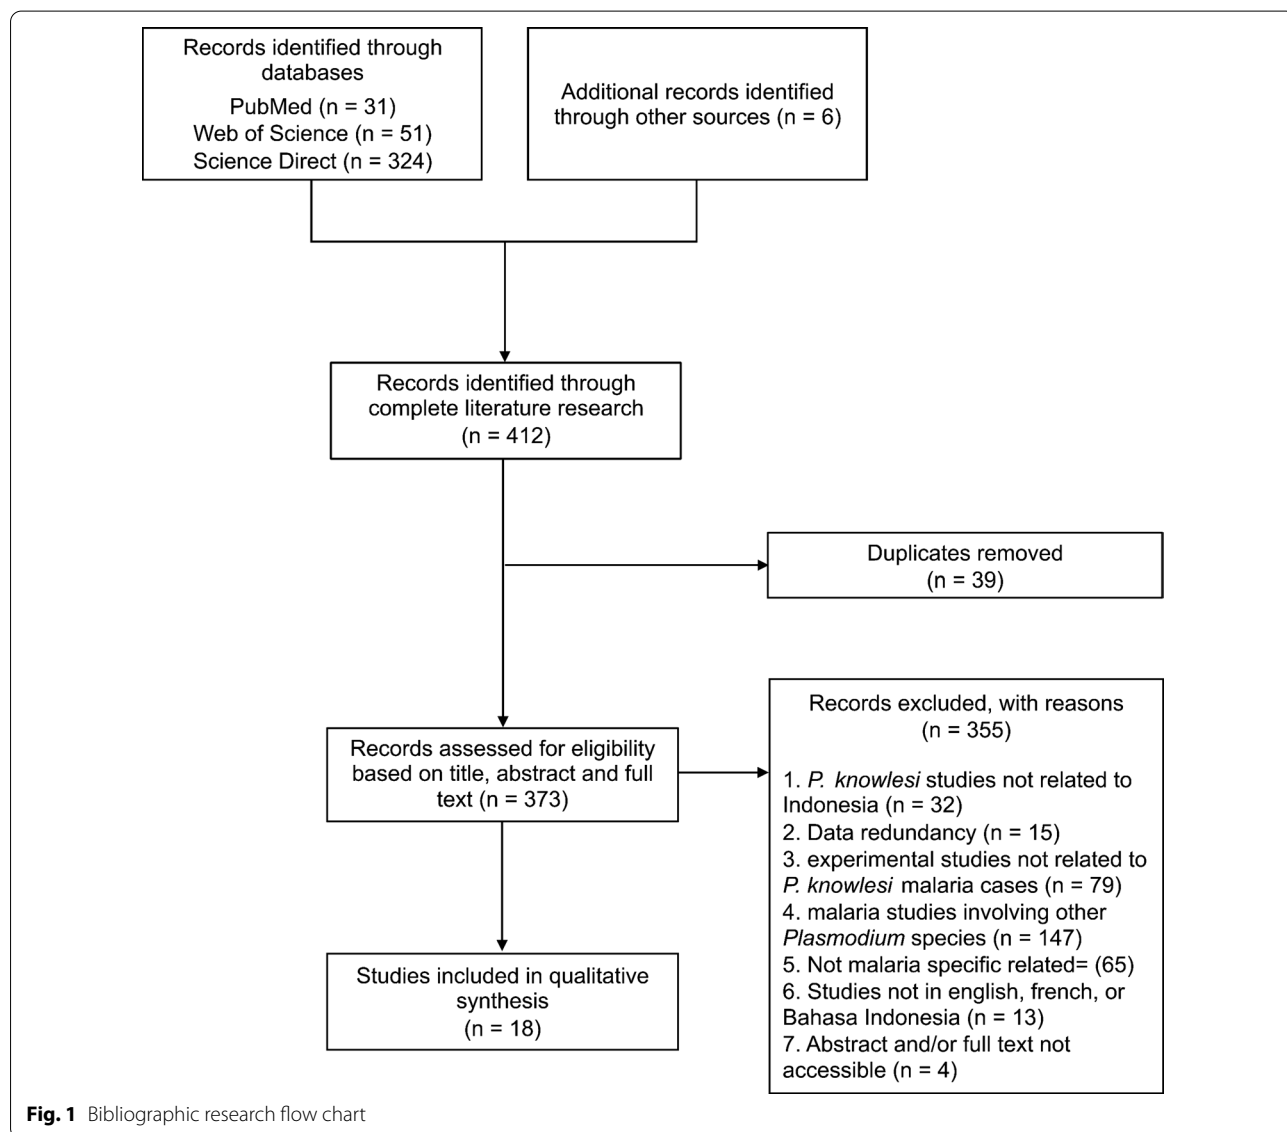 Records identified through
databases
PubMed (n = 31)
Web of Science (n = 51)
Science Direct (n = 324)
Additional records identified
through other sources (n = 6)
Records identified through
complete literature research
(n = 412)
Duplicates removed
(n = 39)
Records assessed for eligibility
based on title, abstract and full
text (n = 373)
Records excluded, with reasons
(n = 355)
1. P. knowlesi studies not related to
Indonesia (n = 32)
2. Data redundancy (n = 15)
3. experimental studies not related to
P. knowlesi malaria cases (n = 79)
4. malaria studies involving other
Plasmodium species (n = 147)
5. Not malaria specific related= (65)
6. Studies not in english, french, or
Bahasa Indonesia (n = 13)
7. Abstract and/or full text not
accessible (n = 4)
Studies included in qualitative
synthesis
(n = 18)
Fig. 1 Bibliographic research flow chart